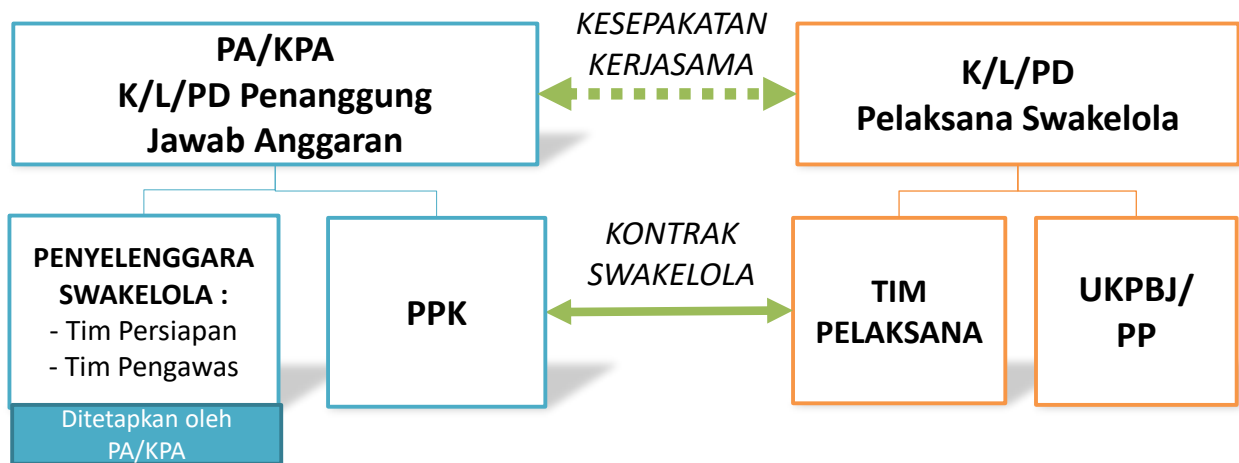 PA/KPA
K/L/PD Penanggung
Jawab Anggaran
KESEPAKATAN
KERJASAMA
K/L/PD
Pelaksana Swakelola
PENYELENGGARA
SWAKELOLA :
- Tim Persiapan
- Tim Pengawas
Ditetapkan oleh
PA/KPA
PPK
KONTRAK
SWAKELOLA
TIM
PELAKSANA
UKPBJ/
PP